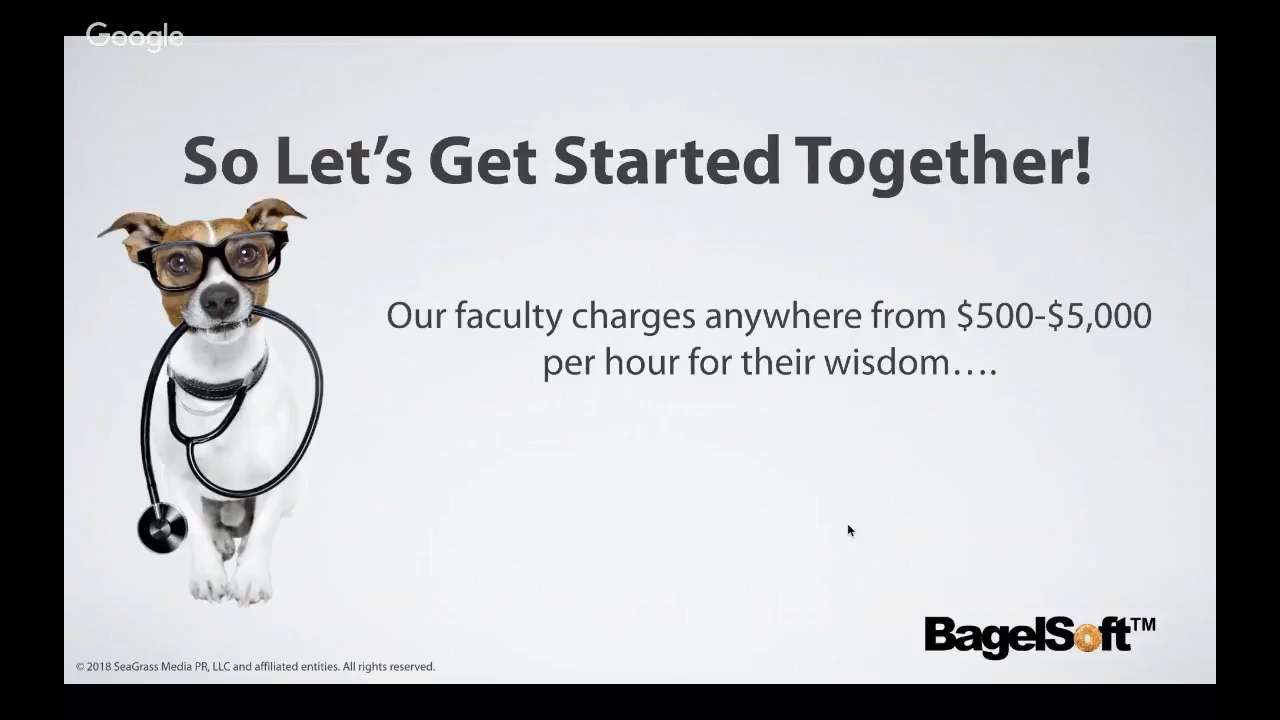 Google
So Let’s Get Started Together!
Our faculty charges anywhere from $500-$5,000
per hour for their wisdom….
BagelSoft™
© 2018 SeaGrass Media PR, LLC and affiliated entities. All rights reserved.